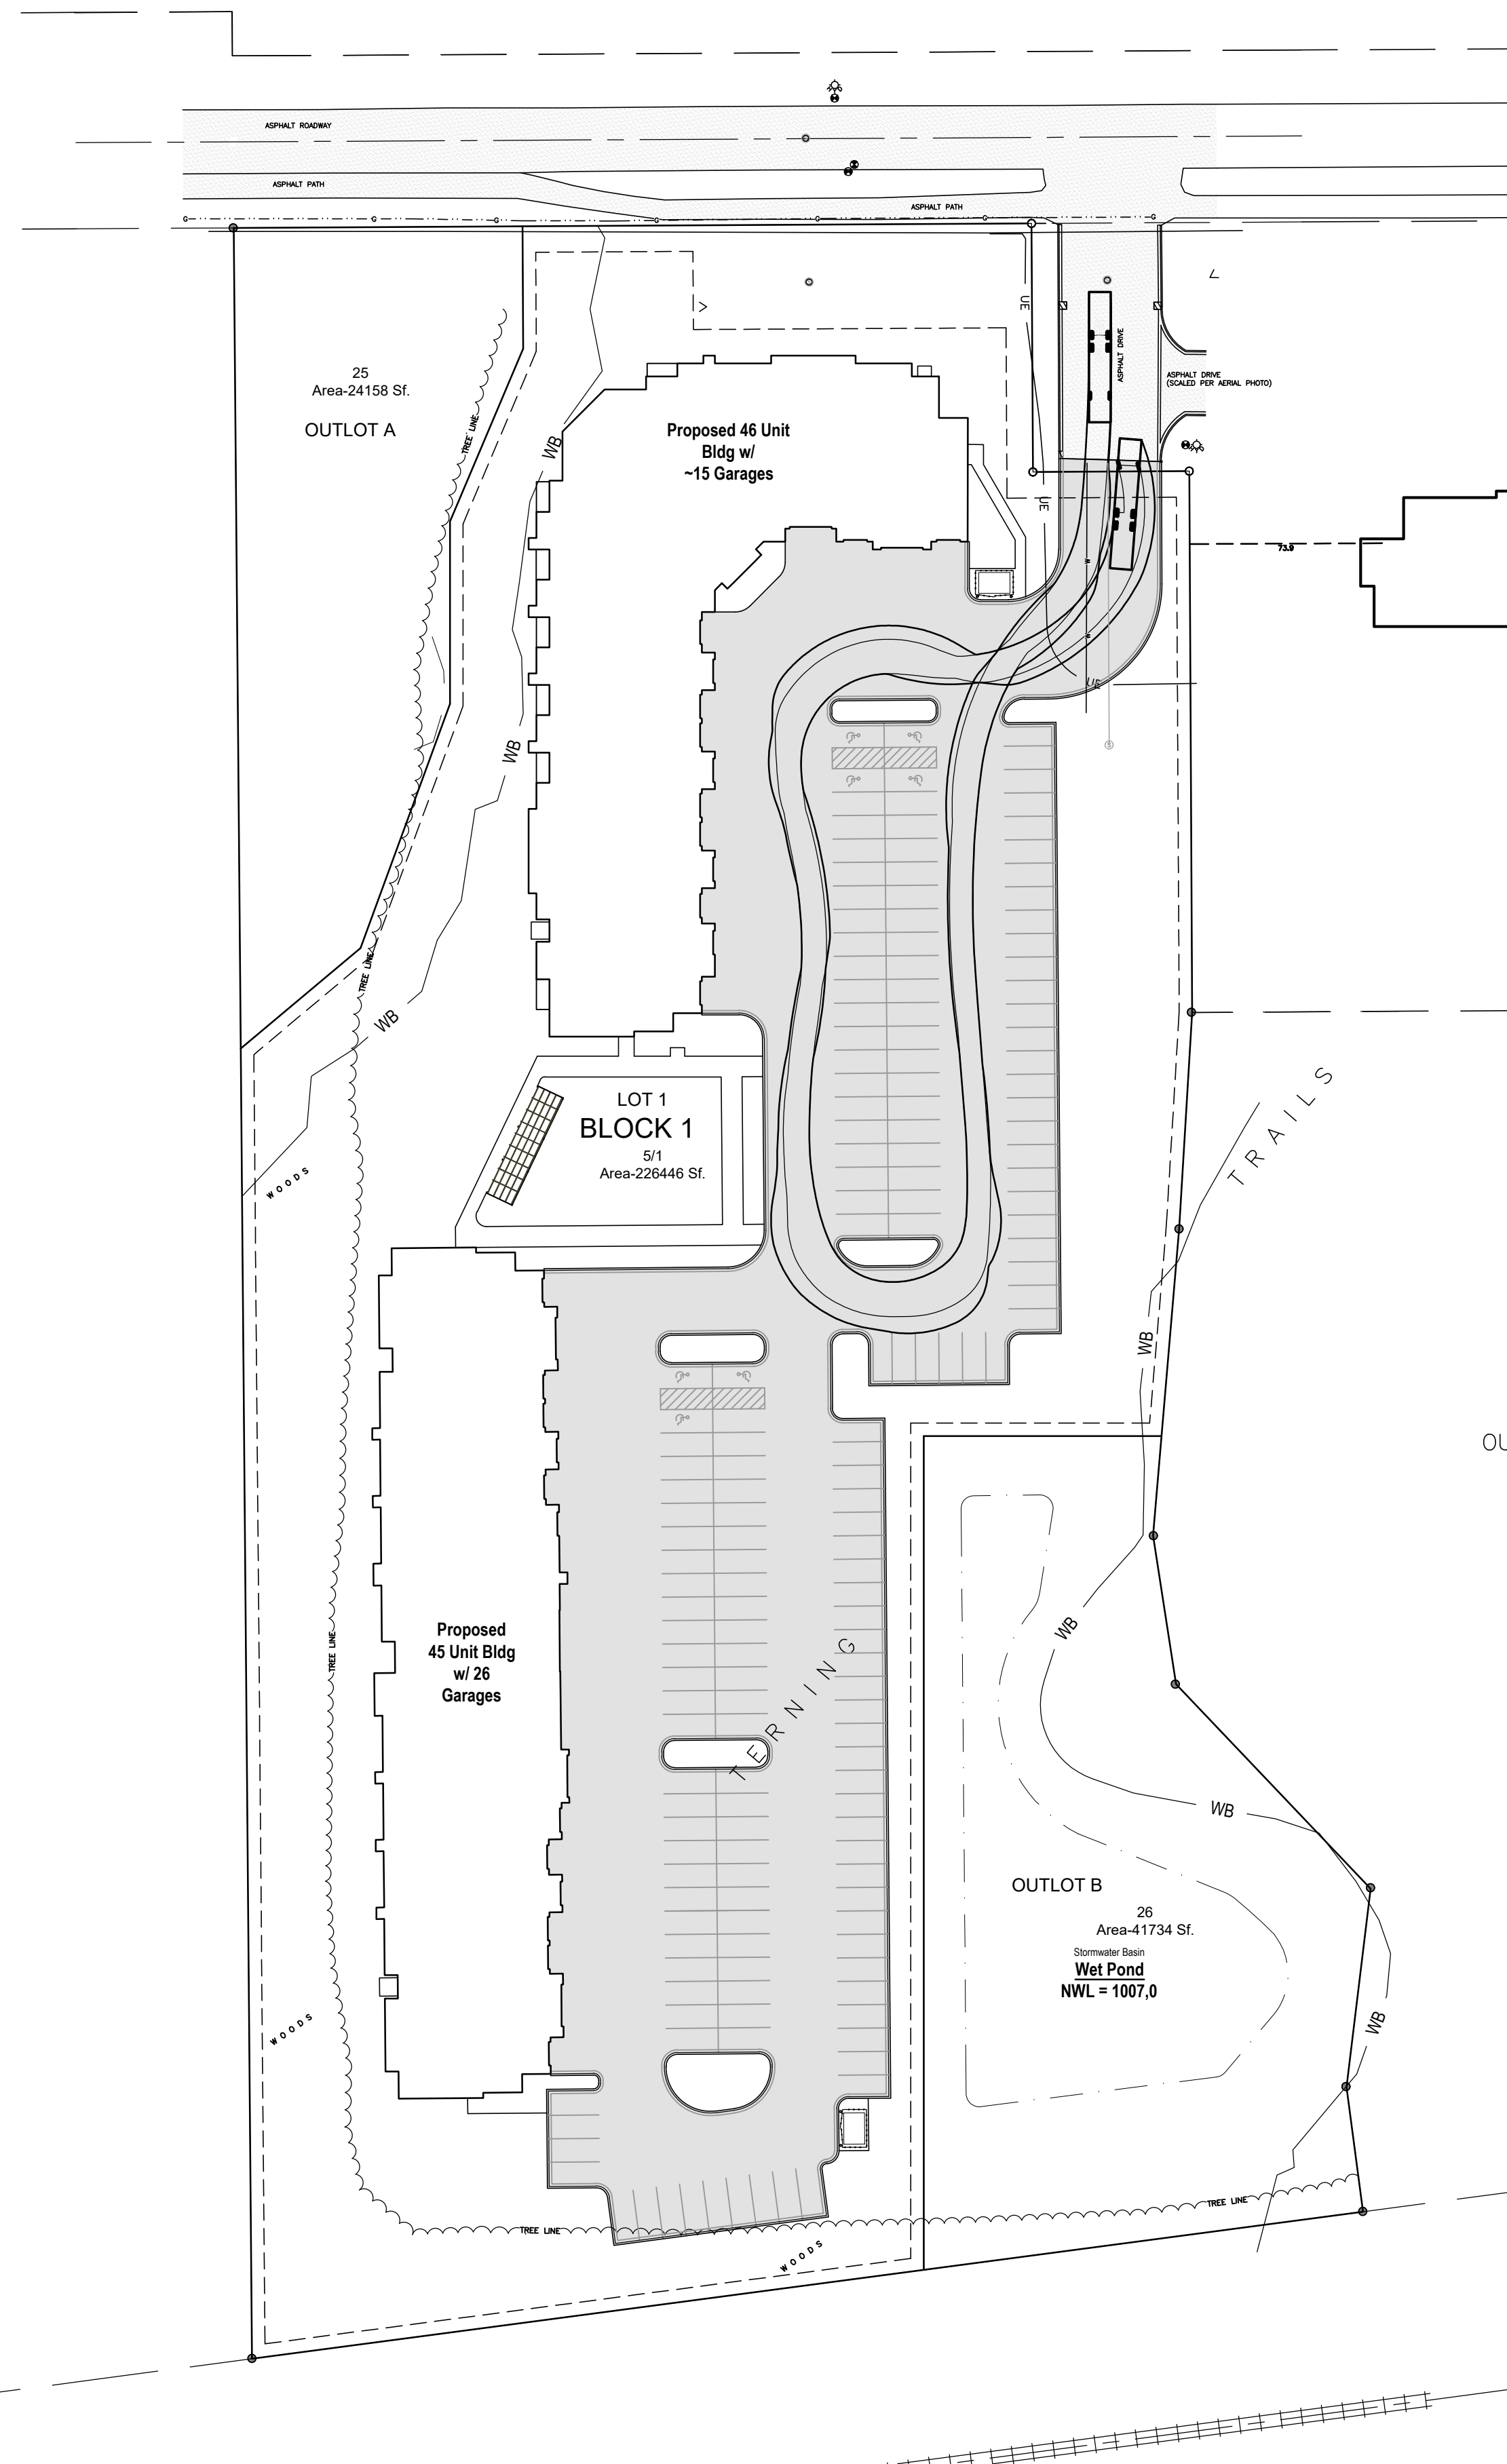 ASPHALT ROADWAY
ASPHALT PATH
ASPHALT PATH
G
G
G
G
G
G
G
25
Area-24158 Sf.
OUTLOT A
TREE LINE
WB
Proposed 46 Unit
Bldg w/
~15 Garages
UE
ASPHALT DRIVE
ASPHALT DRIVE
(SCALED PER AERIAL PHOTO)
UE
73.9
W
W
UE
S
WB
TREE LINE
WB
WOODS
LOT 1
BLOCK 1
5/1
Area-226446 Sf.
TRAILS
WB
OU
Proposed
45 Unit Bldg
w/ 26
Garages
TREE LINE
TERNING
WB
WB
OUTLOT B
26
Area-41734 Sf.
Stormwater Basin
Wet Pond
NWL = 1007,0
WB
WOODS
TREE LINE
TREE LINE
WOODS